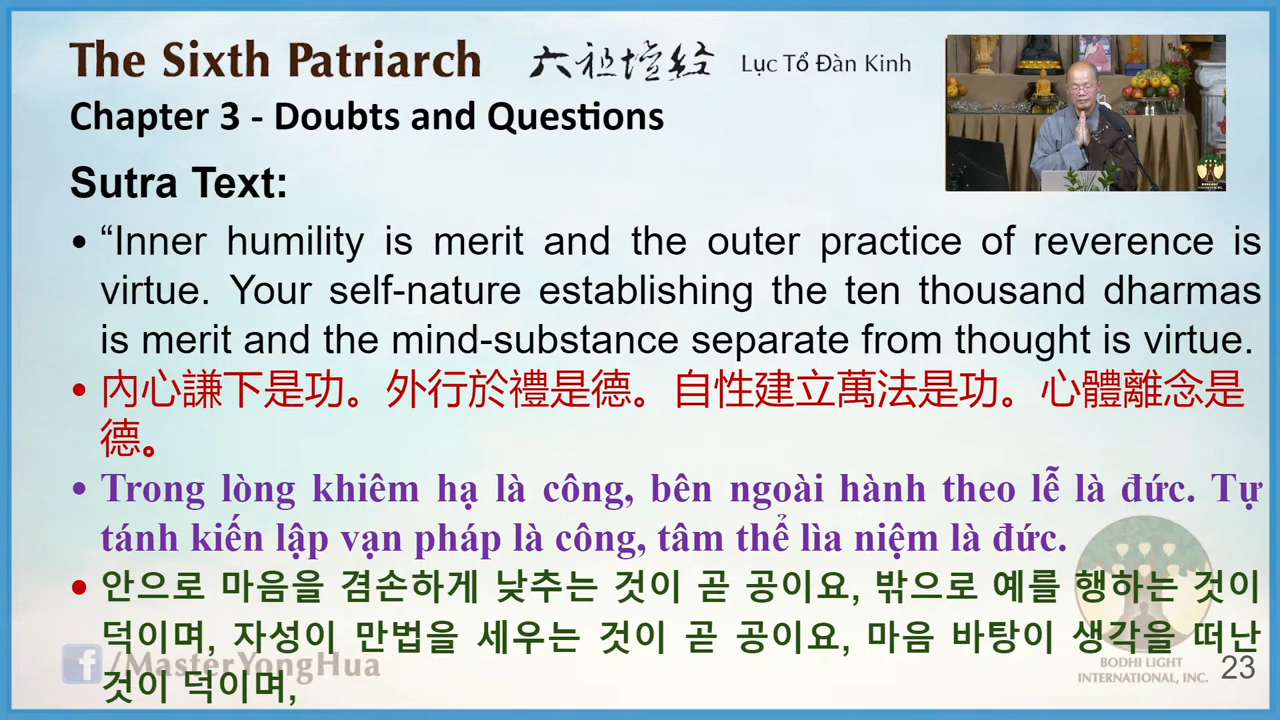 The Sixth Patriarch 六祖壇经 Lục Tổ Đàn Kinh
Chapter 3 - Doubts and Questions
Sutra Text:
• “Inner humility is merit and the outer practice of reverence is
virtue. Your self-nature establishing the ten thousand dharmas
is merit and the mind-substance separate from thought is virtue.
• 內心謙下是功。外行於禮是德。自性建立萬法是功。心體離念是
德。
• Trong lòng khiêm hạ là công, bên ngoài hành theo lễ là đức. Tự
tánh kiến lập vạn pháp là công, tâm thể lìa niệm là đức.
• 안으로 마음을 겸손하게 낮추는 것이 곧 공이요, 밖으로 예를 행하는 것이
덕이며, 자성이 만법을 세우는 것이 곧 공이요, 마음 바탕이 생각을 떠난
것이 덕이며,
f/MasterYongHua
BODHI LIGHT
INTERNATIONAL, INC.
23